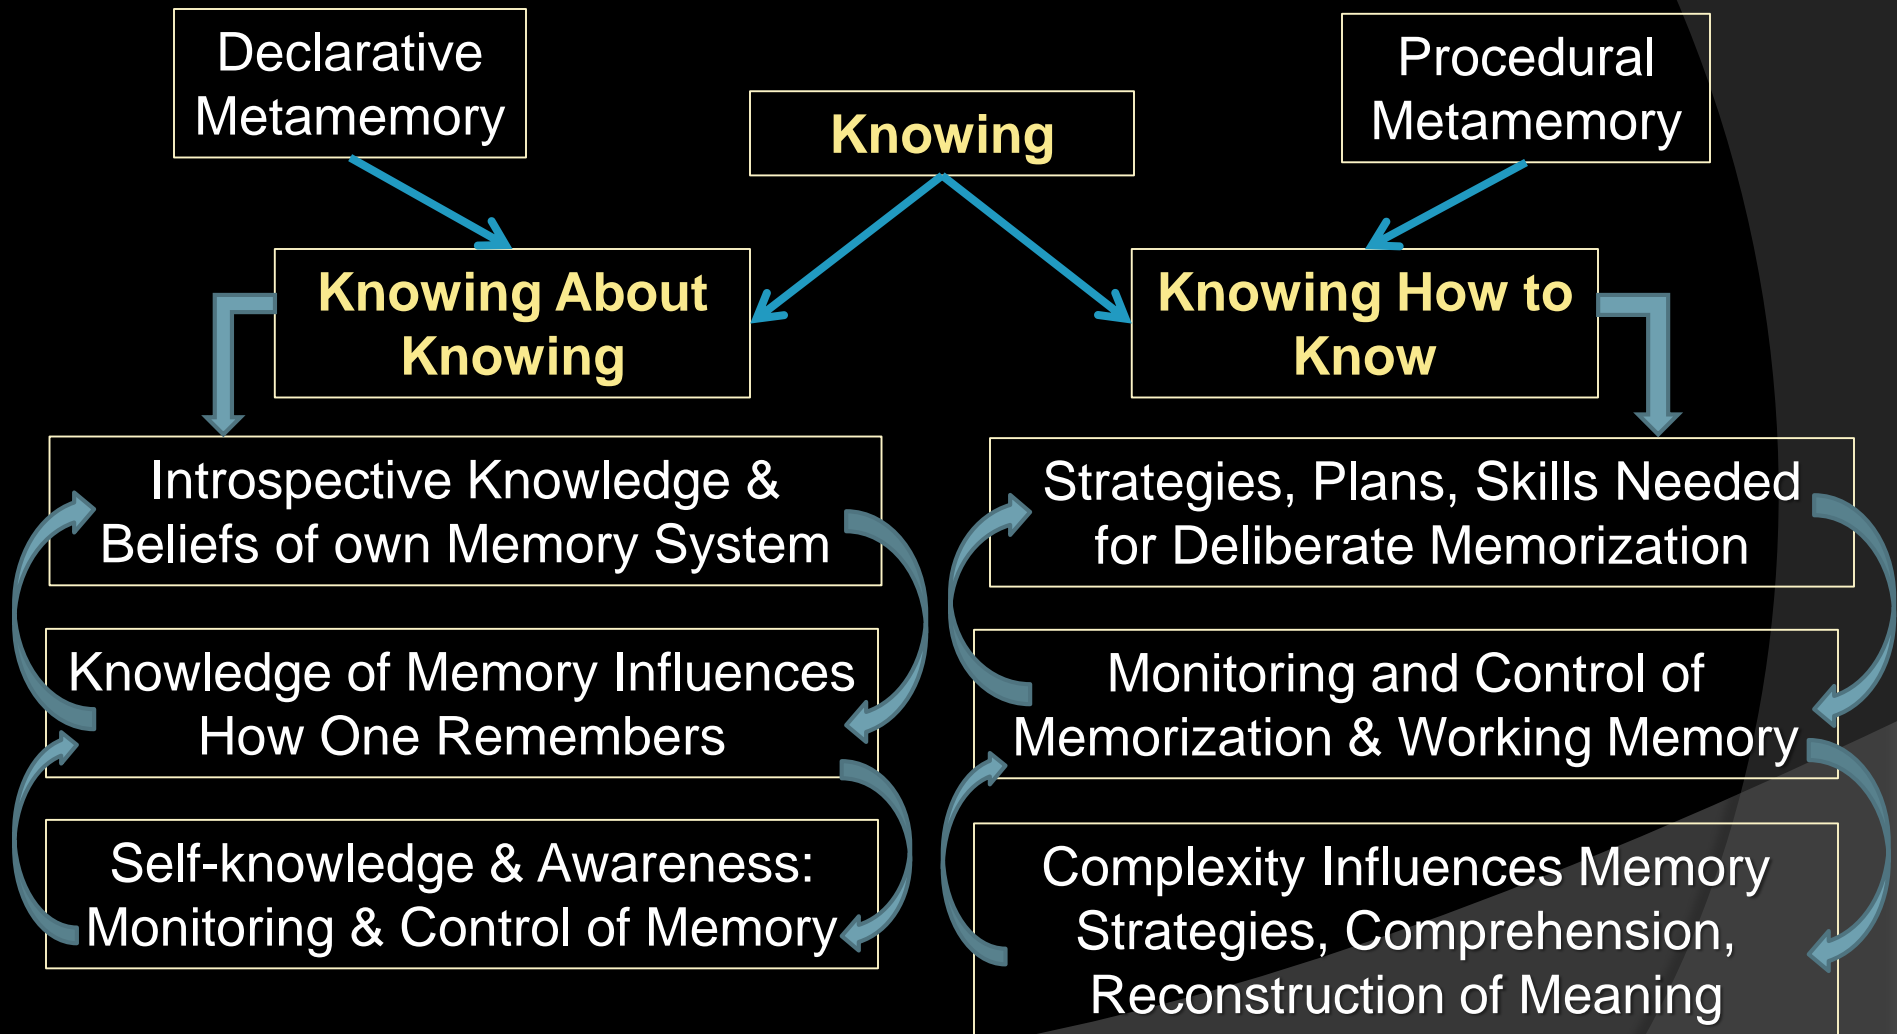 Declarative
Metamemory
Knowing
Procedural
Metamemory
Knowing About
Knowing
Knowing How to
Know
Introspective Knowledge &
Beliefs of own Memory System
Knowledge of Memory Influences
How One Remembers
Self-knowledge & Awareness:
Monitoring & Control of Memory
Strategies, Plans, Skills Needed
for Deliberate Memorization
Monitoring and Control of
Memorization & Working Memory
Complexity Influences Memory
Strategies, Comprehension,
Reconstruction of Meaning